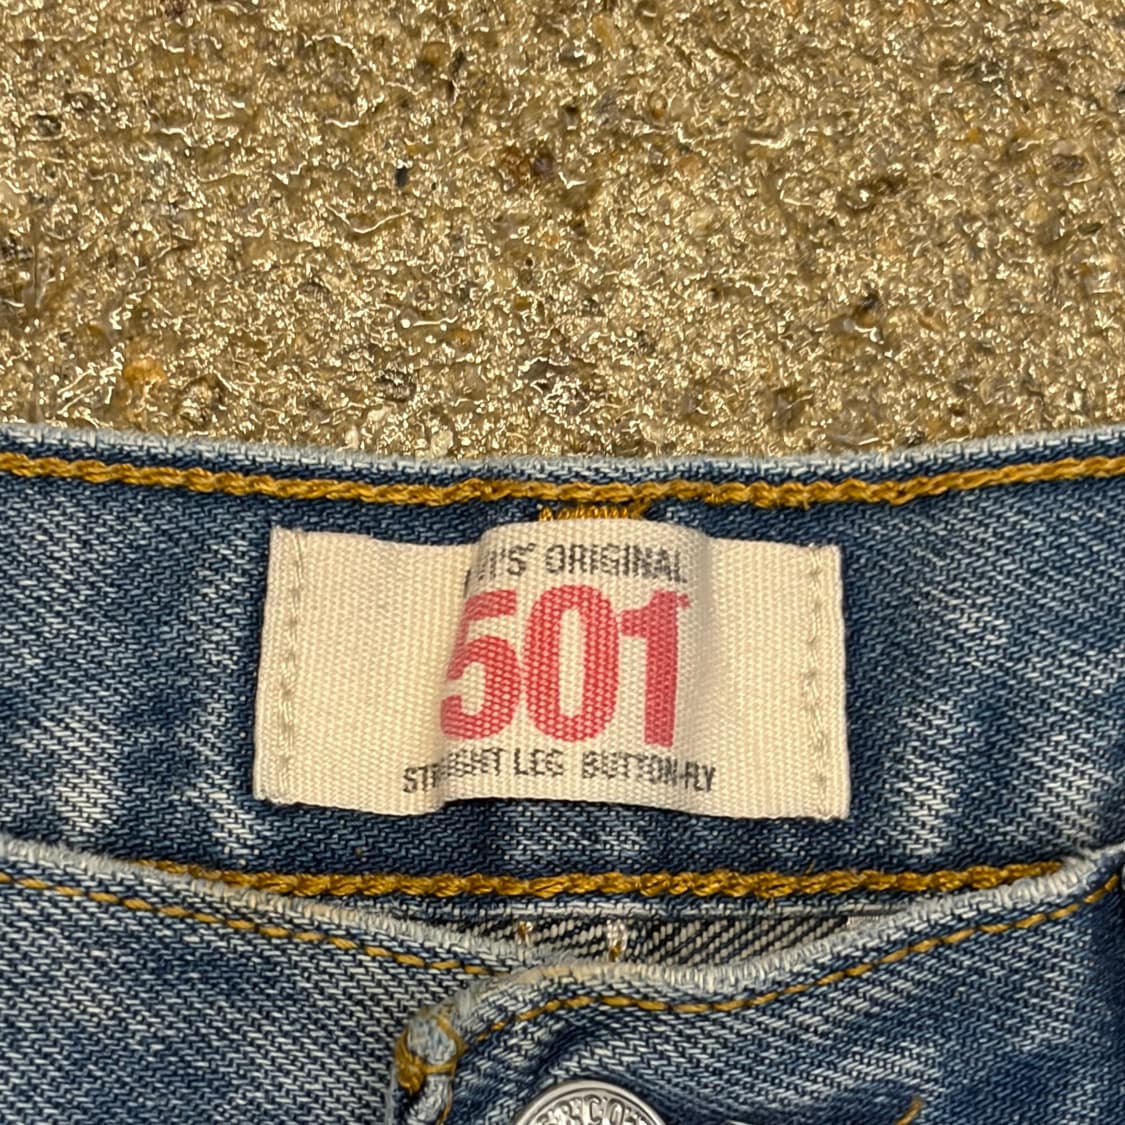 ORIGINAL
501
STRAIGHT LEG BUTTON-FLY